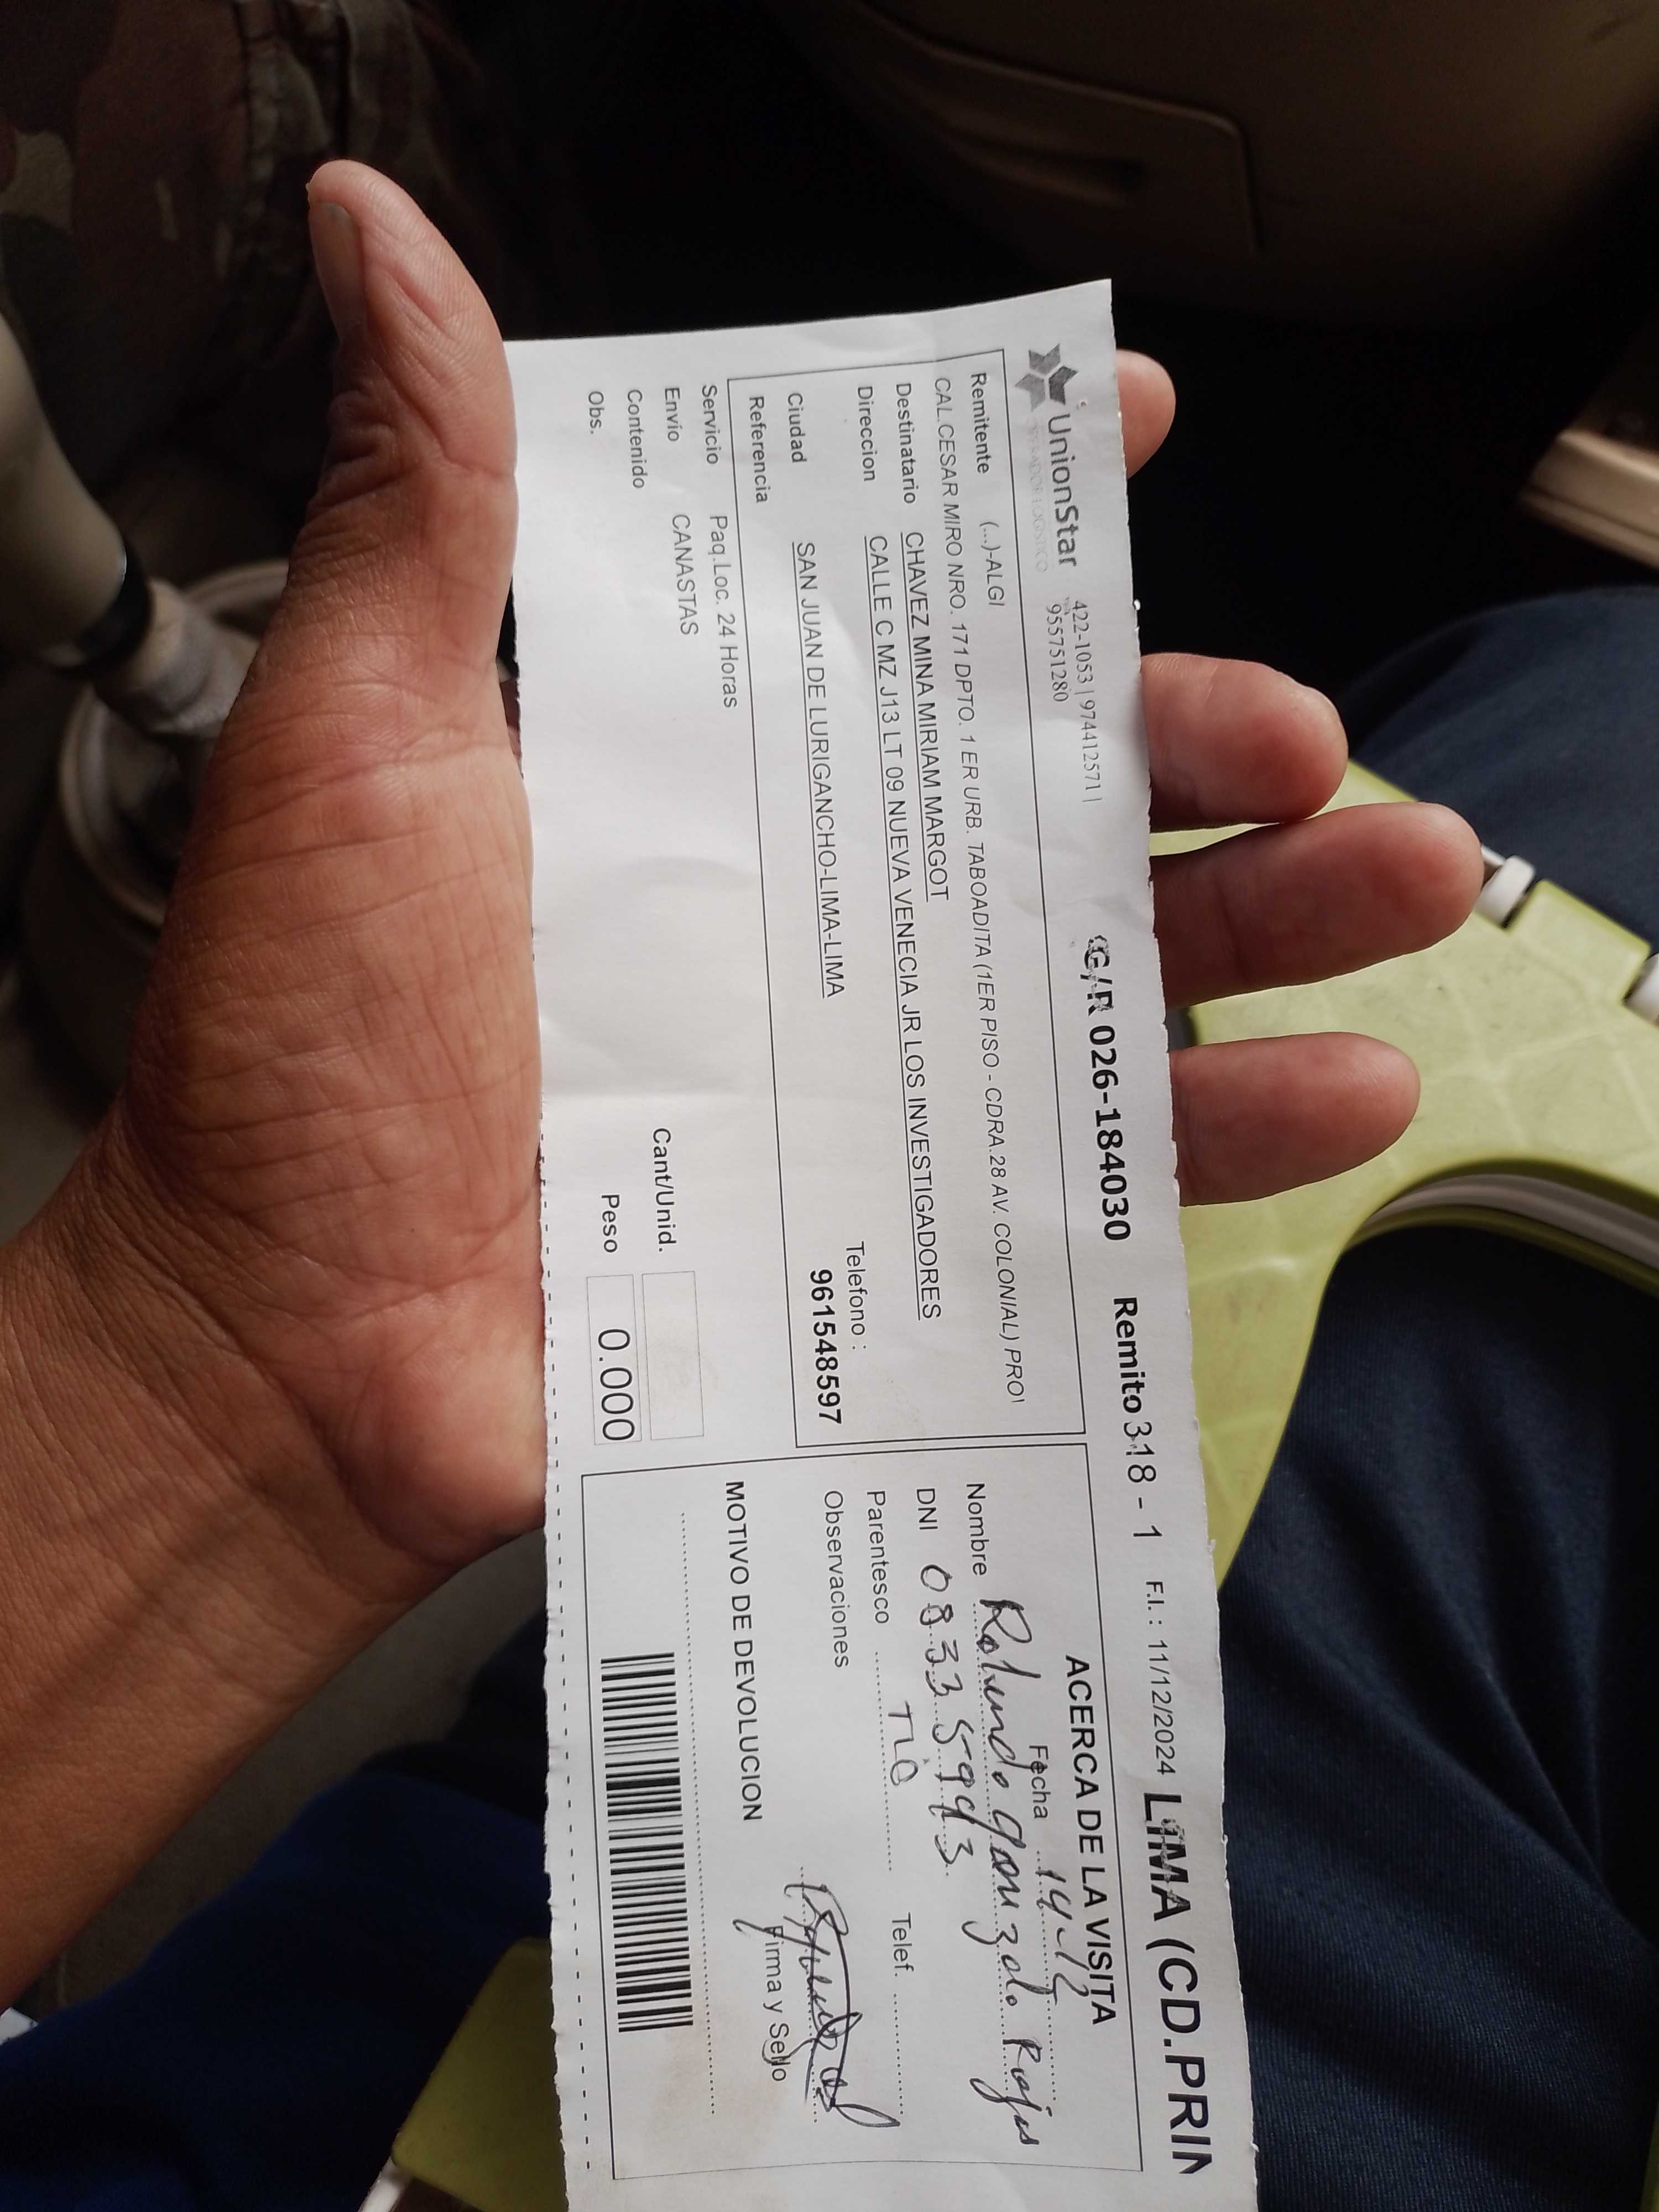 UnionStar
OPERADOR LOGISTICO
422-1053 | 974412571 |
955751280
G/R 026-184030 Remito 318 - 1 F.I. : 11/12/2024 LIMA (CD.PRIN
Remitente (...)-ALGI
CAL.CESAR MIRO NRO. 171 DPTO. 1 ER URB. TABOADITA (1ER PISO - CDRA.28 AV. COLONIAL) PROV
Destinatario CHAVEZ MINA MIRIAM MARGOT
Direccion CALLE C MZ J13 LT 09 NUEVA VENECIA JR LOS INVESTIGADORES
Telefono :
Ciudad SAN JUAN DE LURIGANCHO-LIMA-LIMA 961548597
Referencia
Servicio Paq.Loc. 24 Horas
Envio CANASTAS
Contenido
Cant/Unid.
Obs.
Peso 0.000
ACERCA DE LA VISITA
Fecha 14-12
Nombre Rolando Gonzalo Rojas
DNI 08335993
Parentesco TIO Telef.
Observaciones
Firma y Sello
MOTIVO DE DEVOLUCION